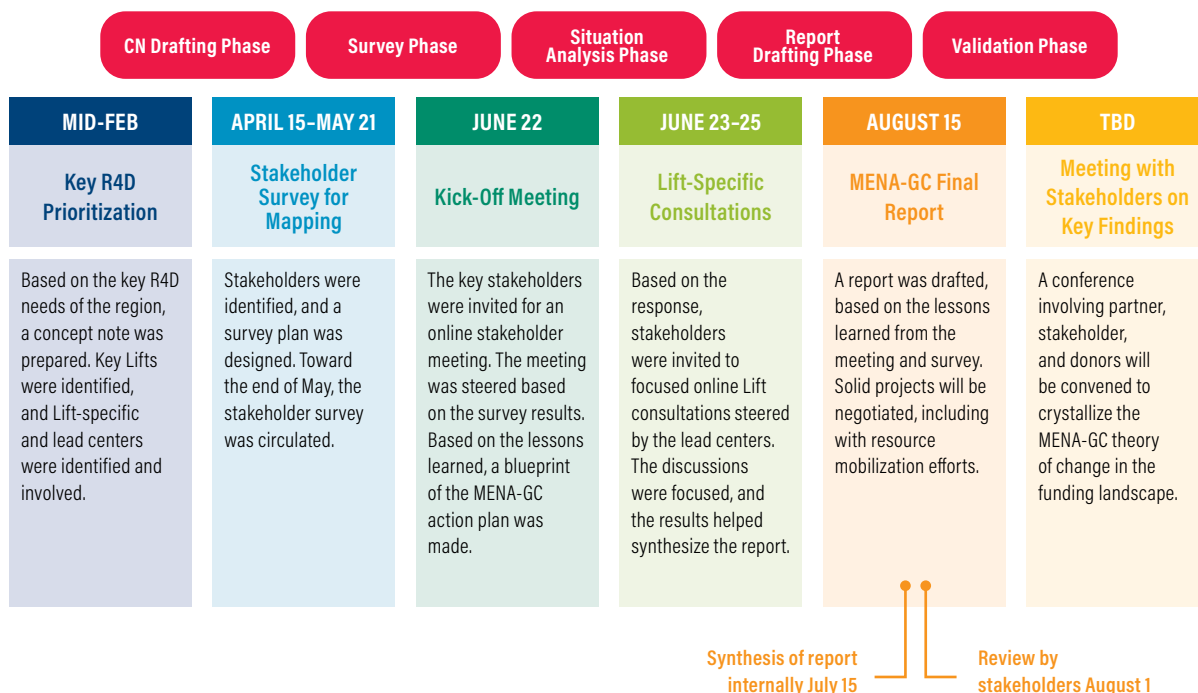 CN Drafting Phase
Survey Phase
Situation
Analysis Phase
Report
Drafting Phase
Validation Phase
MID-FEB
Key R4D
Prioritization
Based on the key R4D
needs of the region,
a concept note was
prepared. Key Lifts
were identified,
and Lift-specific
and lead centers
were identified and
involved.
APRIL 15–MAY 21
Stakeholder
Survey for
Mapping
Stakeholders were
identified, and a
survey plan was
designed. Toward
the end of May, the
stakeholder survey
was circulated.
JUNE 22
Kick-Off Meeting
The key stakeholders
were invited for an
online stakeholder
meeting. The meeting
was steered based
on the survey results.
Based on the lessons
learned, a blueprint
of the MENA-GC
action plan was
made.
JUNE 23–25
Lift-Specific
Consultations
Based on the
response,
stakeholders
were invited to
focused online Lift
consultations steered
by the lead centers.
The discussions
were focused, and
the results helped
synthesize the report.
AUGUST 15
MENA-GC Final
Report
A report was drafted,
based on the lessons
learned from the
meeting and survey.
Solid projects will be
negotiated, including
with resource
mobilization efforts.
TBD
Meeting with
Stakeholders on
Key Findings
A conference
involving partner,
stakeholder,
and donors will
be convened to
crystallize the
MENA-GC theory
of change in the
funding landscape.
Synthesis of report
internally July 15
Review by
stakeholders August 1